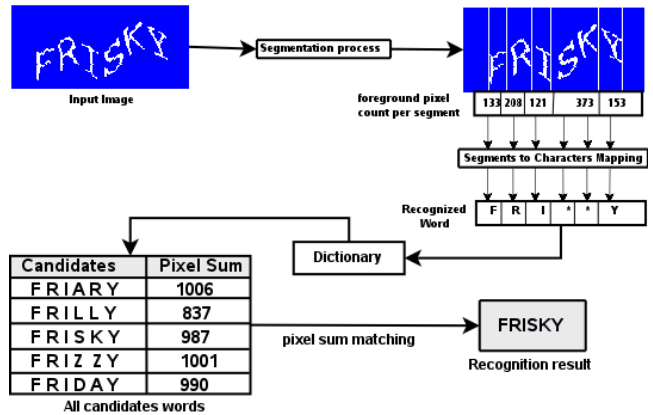 FRISKY
Input Image
Segmentation process
FRISKY
foreground pixel
count per segment
133 208 121 373 153
Segments to Characters Mapping
Recognized
Word
F R I * * Y
Dictionary
Candidates Pixel Sum
FRIARY 1006
FRILLY 837
FRISKY 987
FRIZZY 1001
FRIDAY 990
All candidates words
pixel sum matching
FRISKY
Recognition result